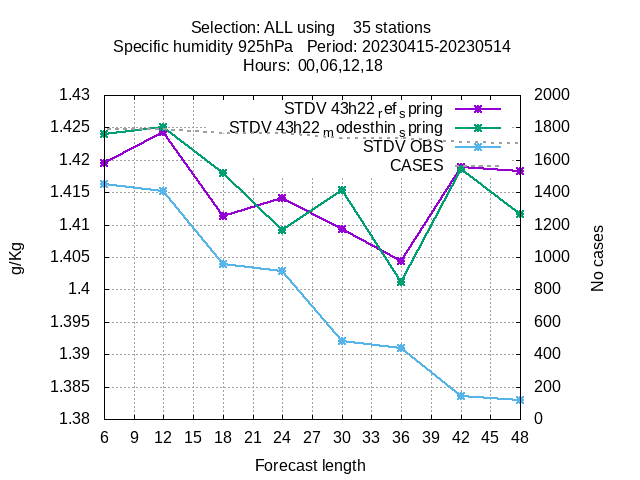 Selection: ALL using    35 stations
Specific humidity 925hPa   Period: 20230415-20230514
Hours: 00,06,12,18
STDV 43h22refspring
STDV 43h22modesthinspring
STDV OBS
CASES
1.43
1.425
1.42
1.415
1.41
1.405
1.4
1.395
1.39
1.385
1.38
2000
1800
1600
1400
1200
1000
800
600
400
200
0
g/Kg
No cases
6 9 12 15 18 21 24 27 30 33 36 39 42 45 48
Forecast length